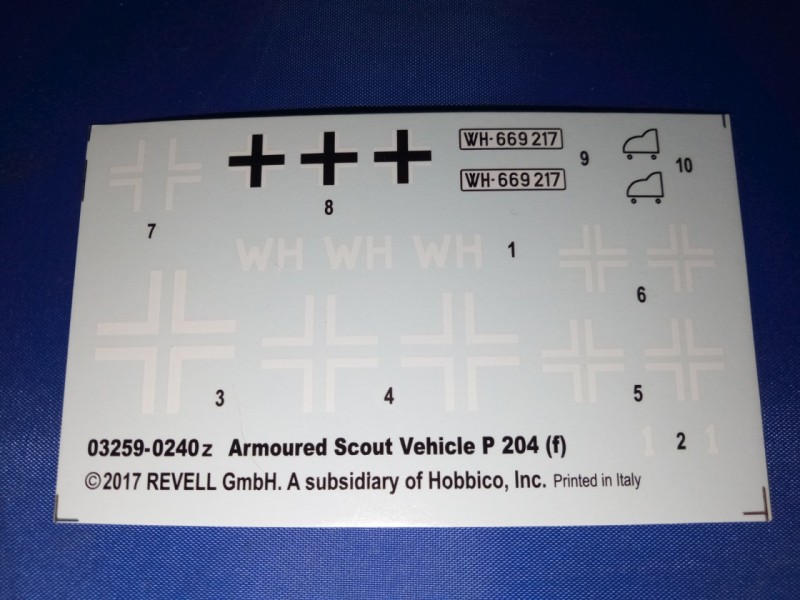 WH-669 217
9
10
WH-669 217
7
8
WH WH WH 1
6
3
4
5
03259-0240 z Armoured Scout Vehicle P 204 (f)
1 2 1
©2017 REVELL GmbH. A subsidiary of Hobbico, Inc. Printed in Italy